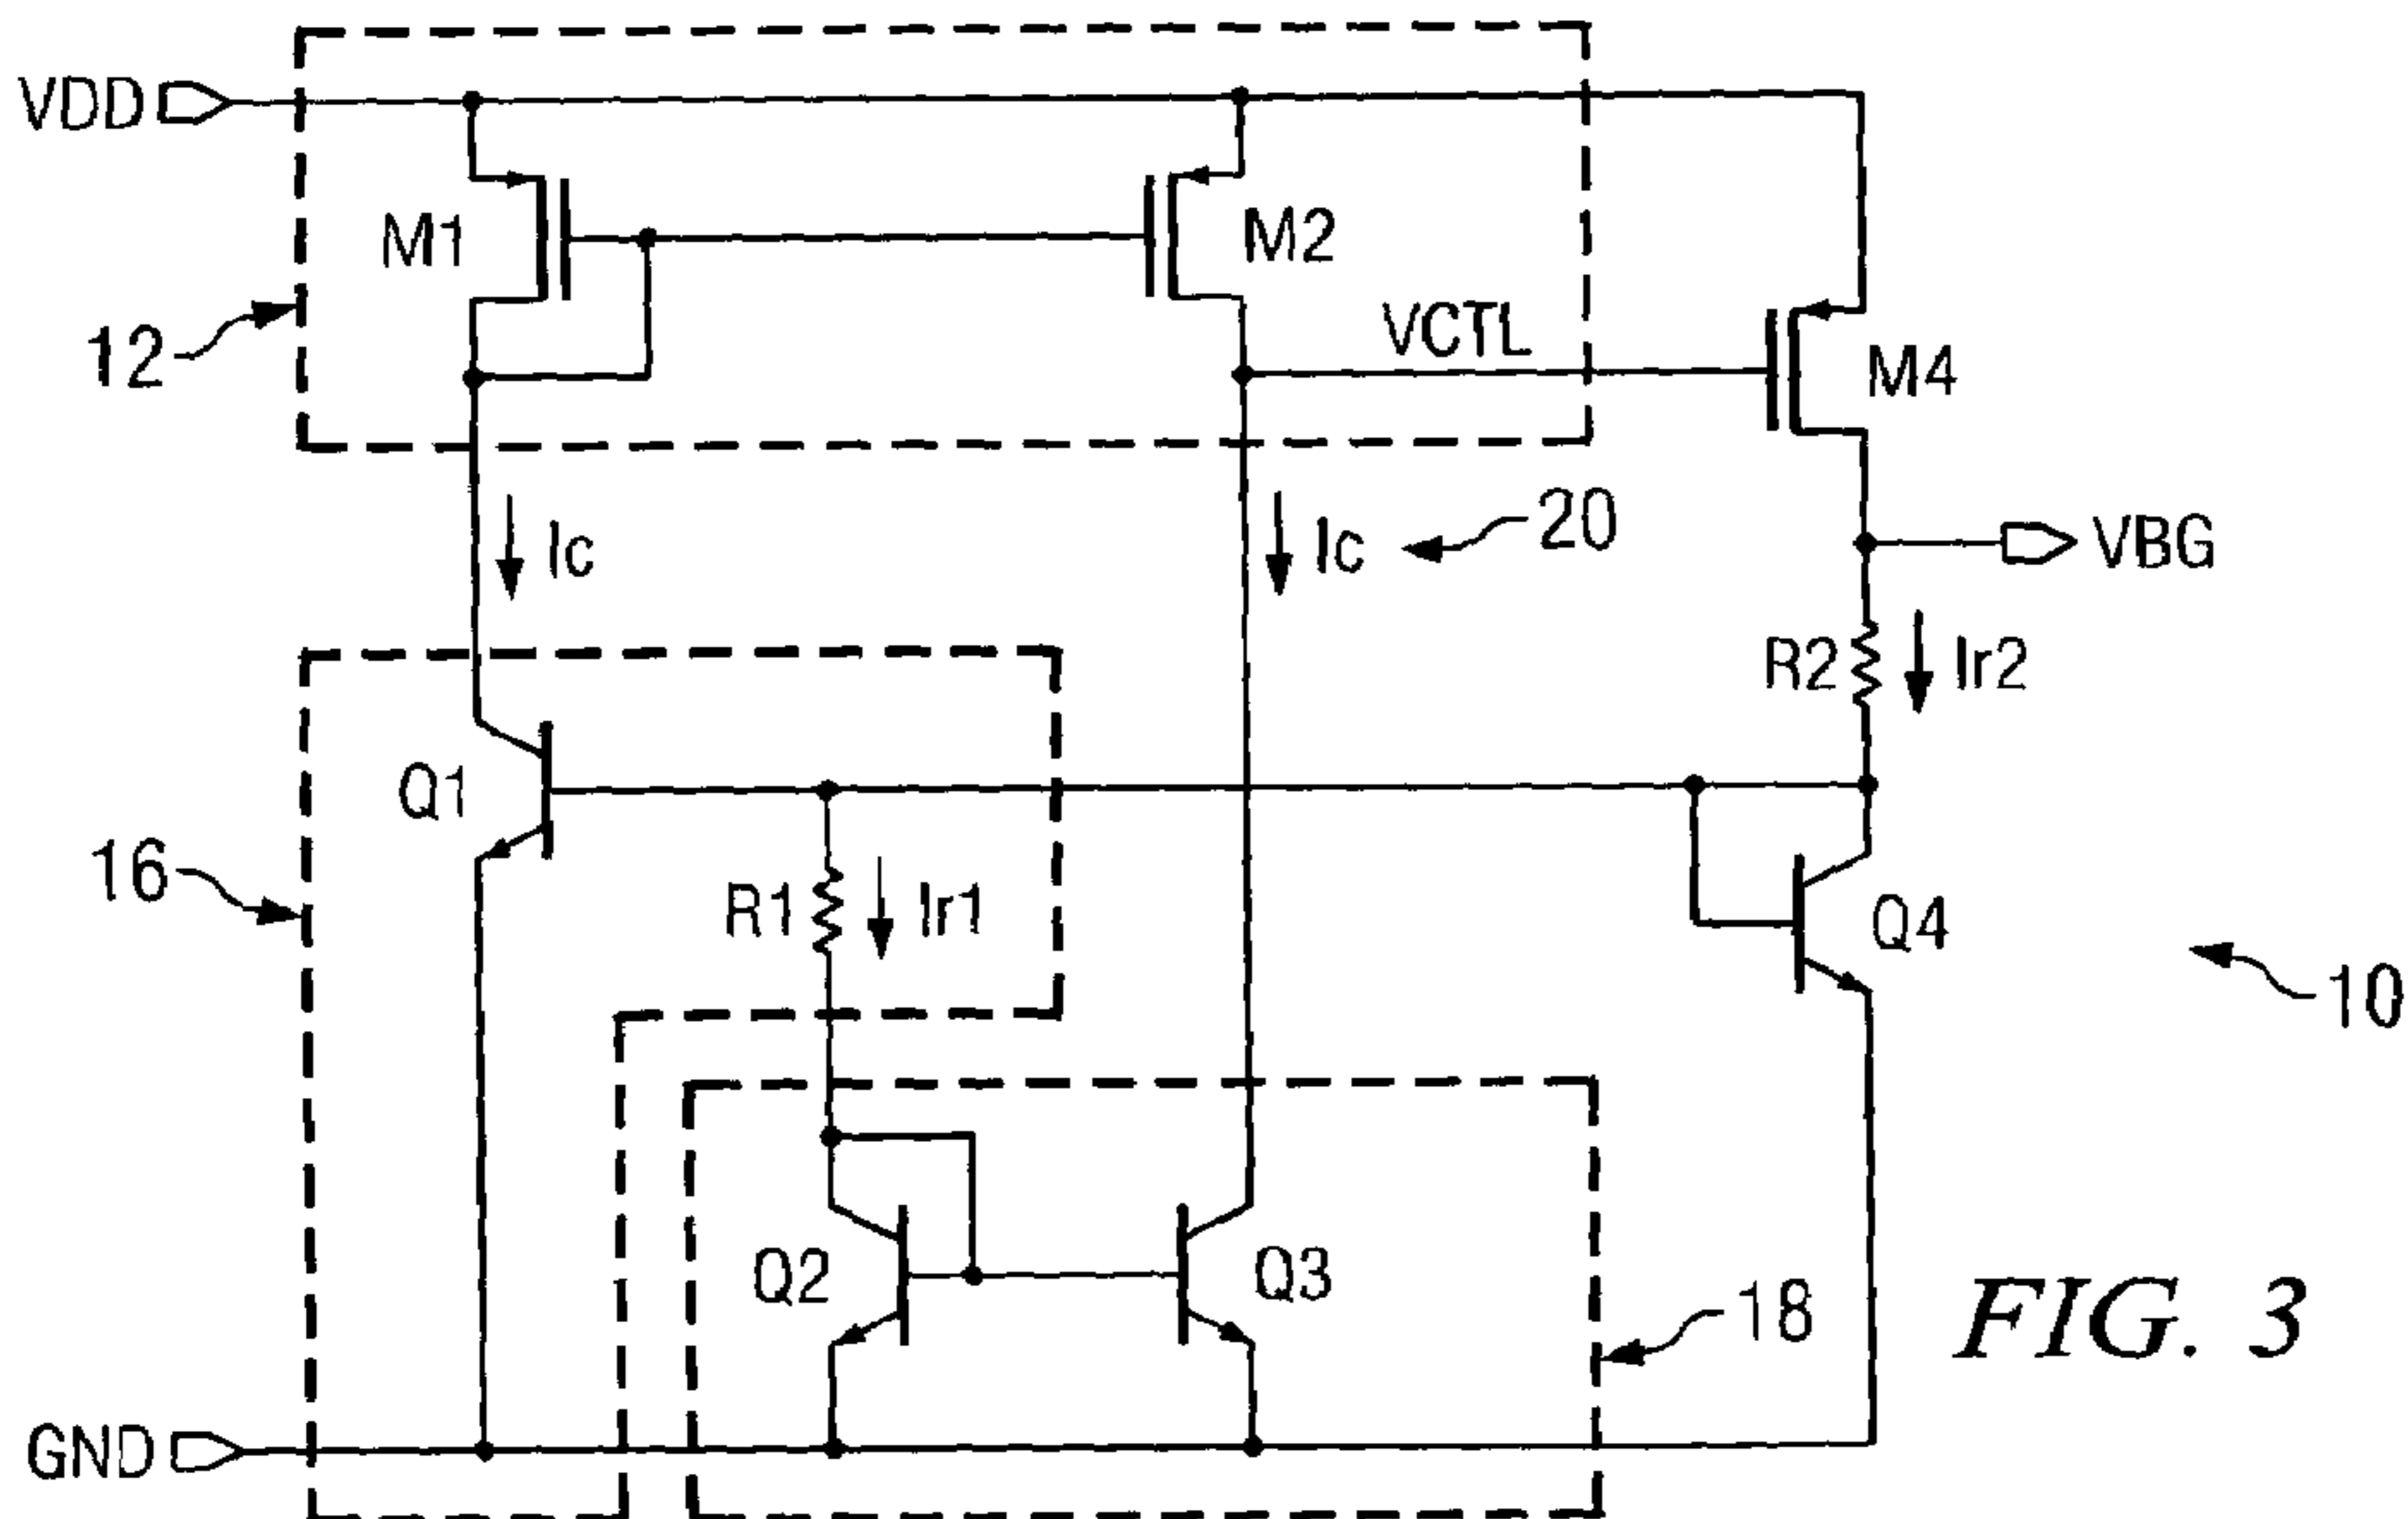 VDD
M1
M2
VCTL
M4
12
Ic
Ic
20
VBG
R2
Ir2
Q1
16
R1
Ir1
Q4
10
Q2
Q3
18
FIG. 3
GND